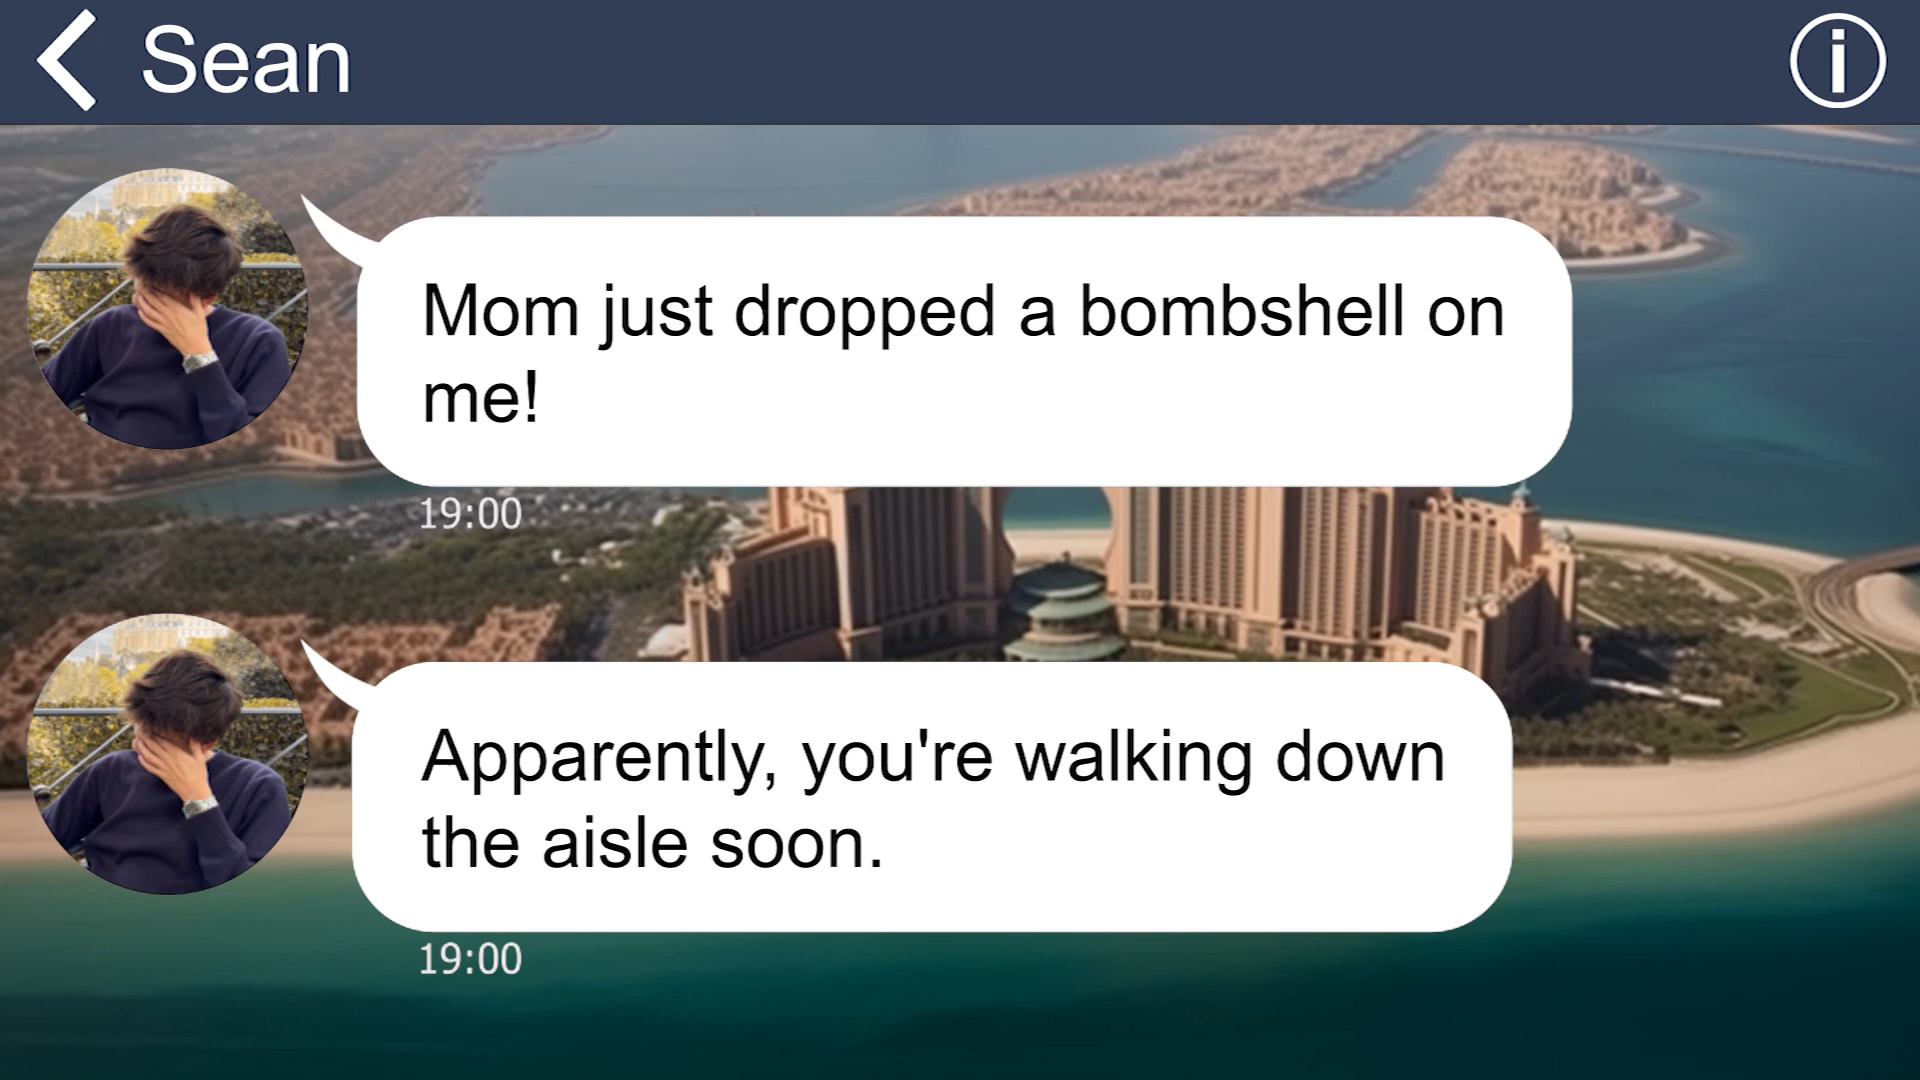 Sean
Mom just dropped a bombshell on
me!
19:00
Apparently, you're walking down
the aisle soon.
19:00